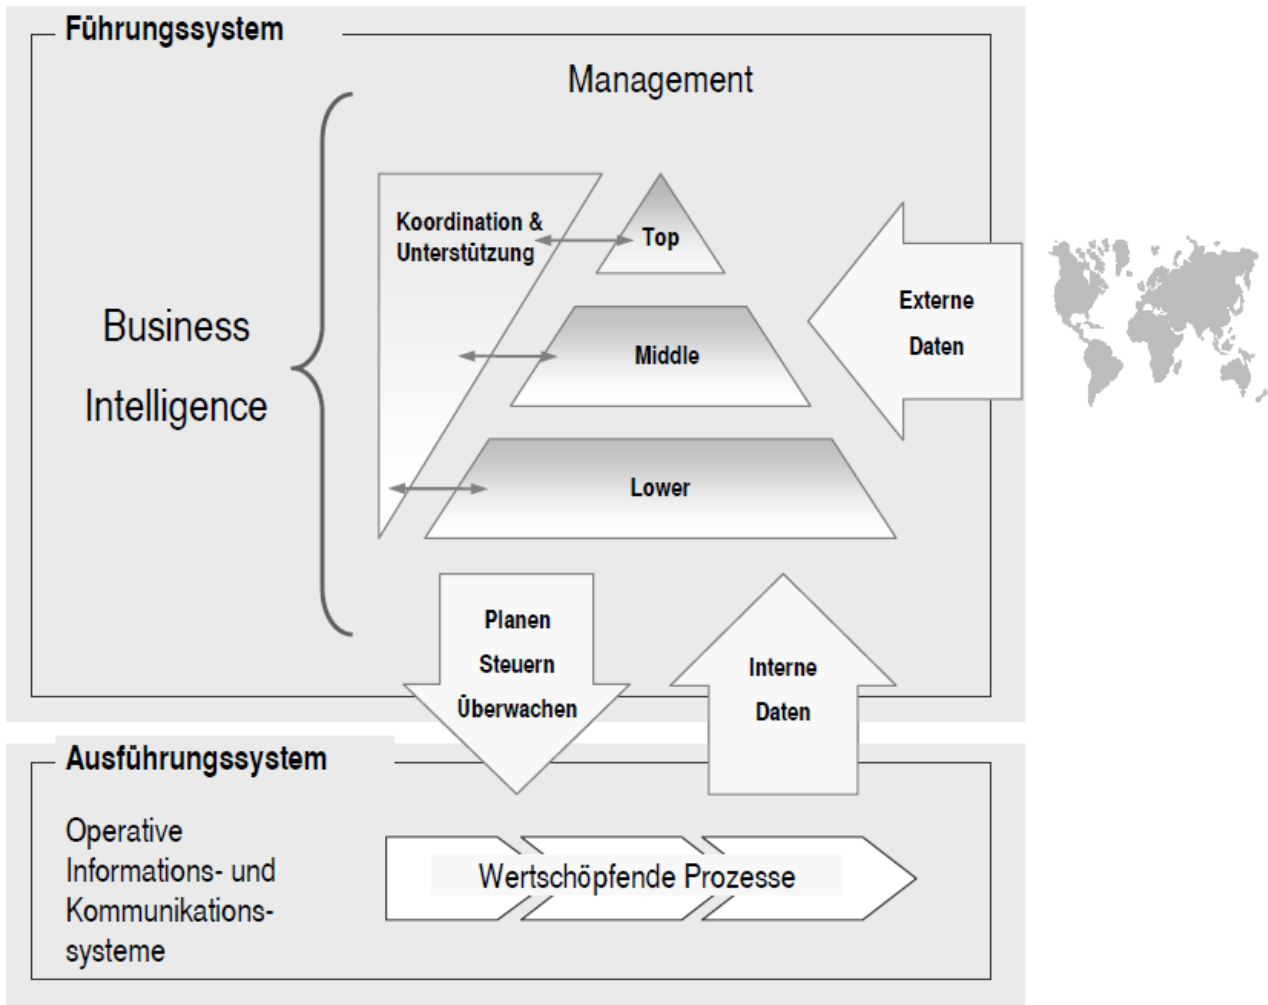 Führungssystem
Management
Koordination &
Unterstützung
Top
Externe
Daten
Business
Intelligence
Middle
Lower
Planen
Steuern
Überwachen
Interne
Daten
Ausführungssystem
Operative
Informations- und
Kommunikations-
systeme
Wertschöpfende Prozesse